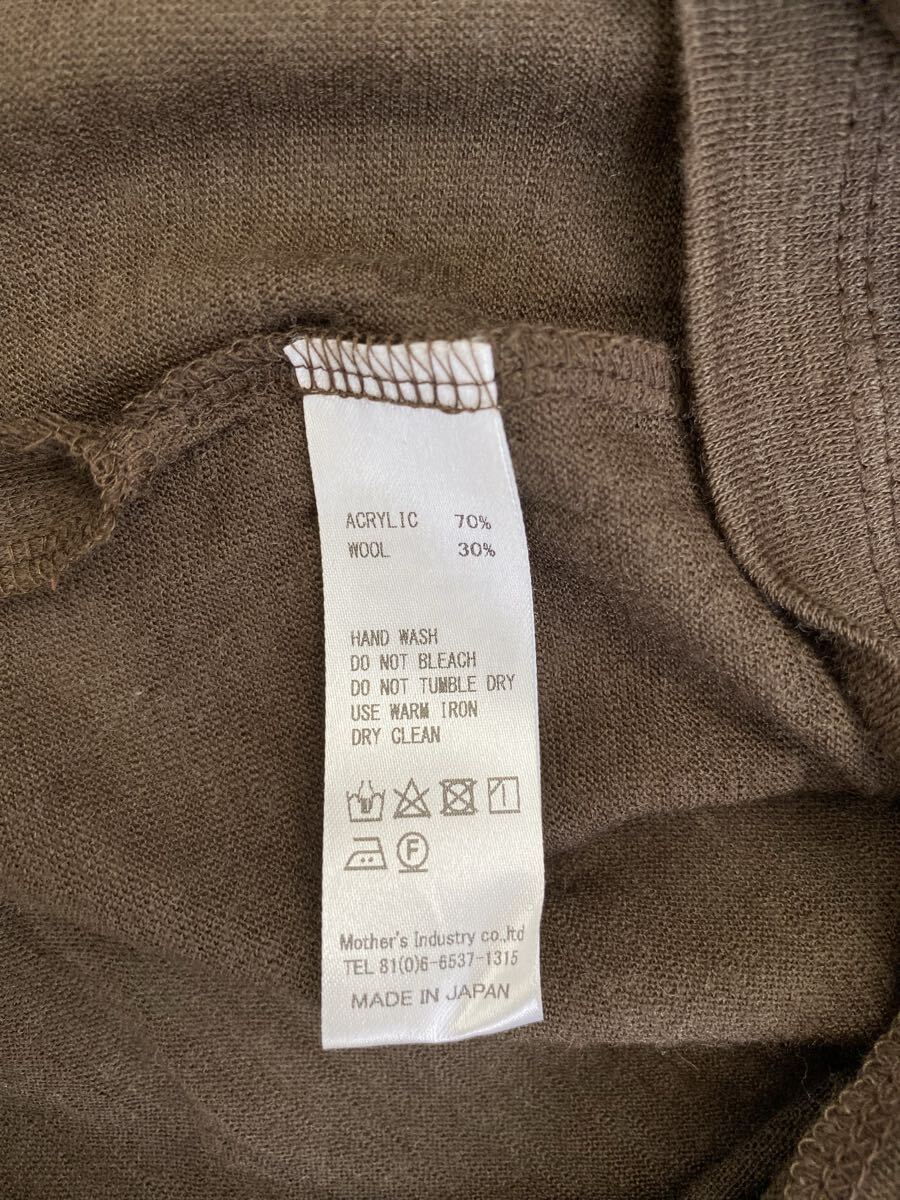 ACRYLIC 70%
WOOL 30%
HAND WASH
DO NOT BLEACH
DO NOT TUMBLE DRY
USE WARM IRON
DRY CLEAN
F
Mother's Industry co.,ltd
TEL 81(0)6-6537-1315
MADE IN JAPAN